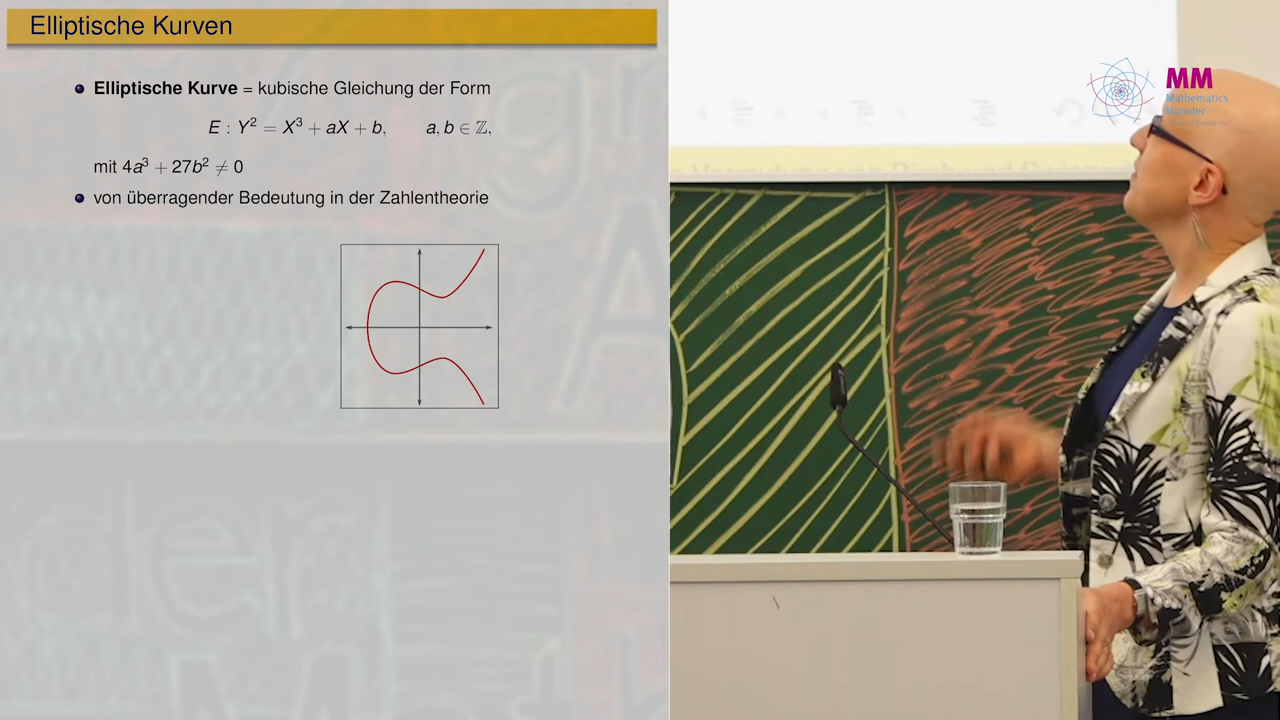 Elliptische Kurven
Elliptische Kurve = kubische Gleichung der Form
E : Y² = X³ + aX + b, a, b ∈ ℤ,
mit 4a³ + 27b² ≠ 0
von überragender Bedeutung in der Zahlentheorie
MM
Mathematics
Münster